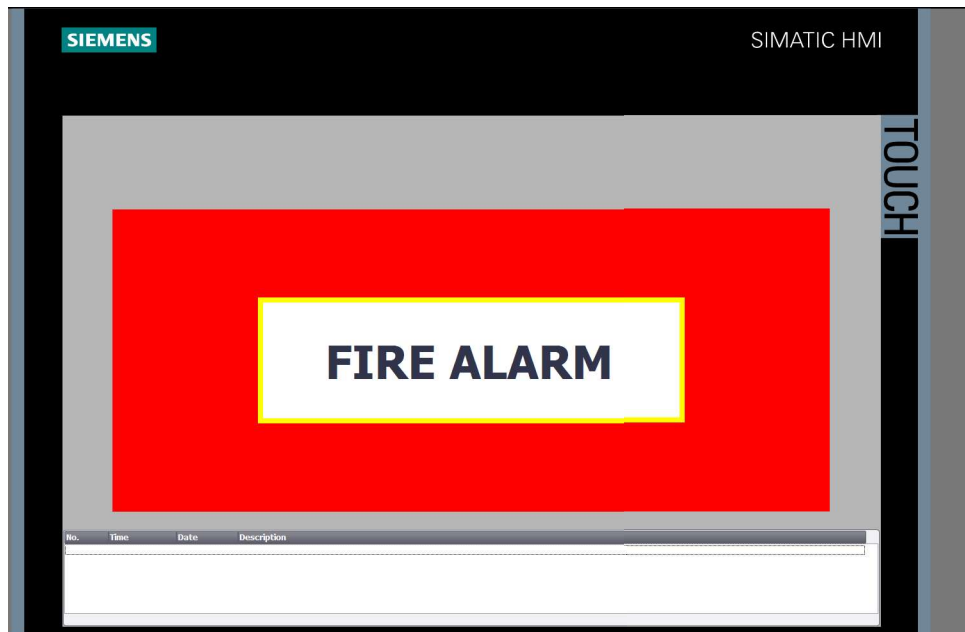 SIEMENS
SIMATIC HMI
TOUCH
FIRE ALARM
No. Time Date Description